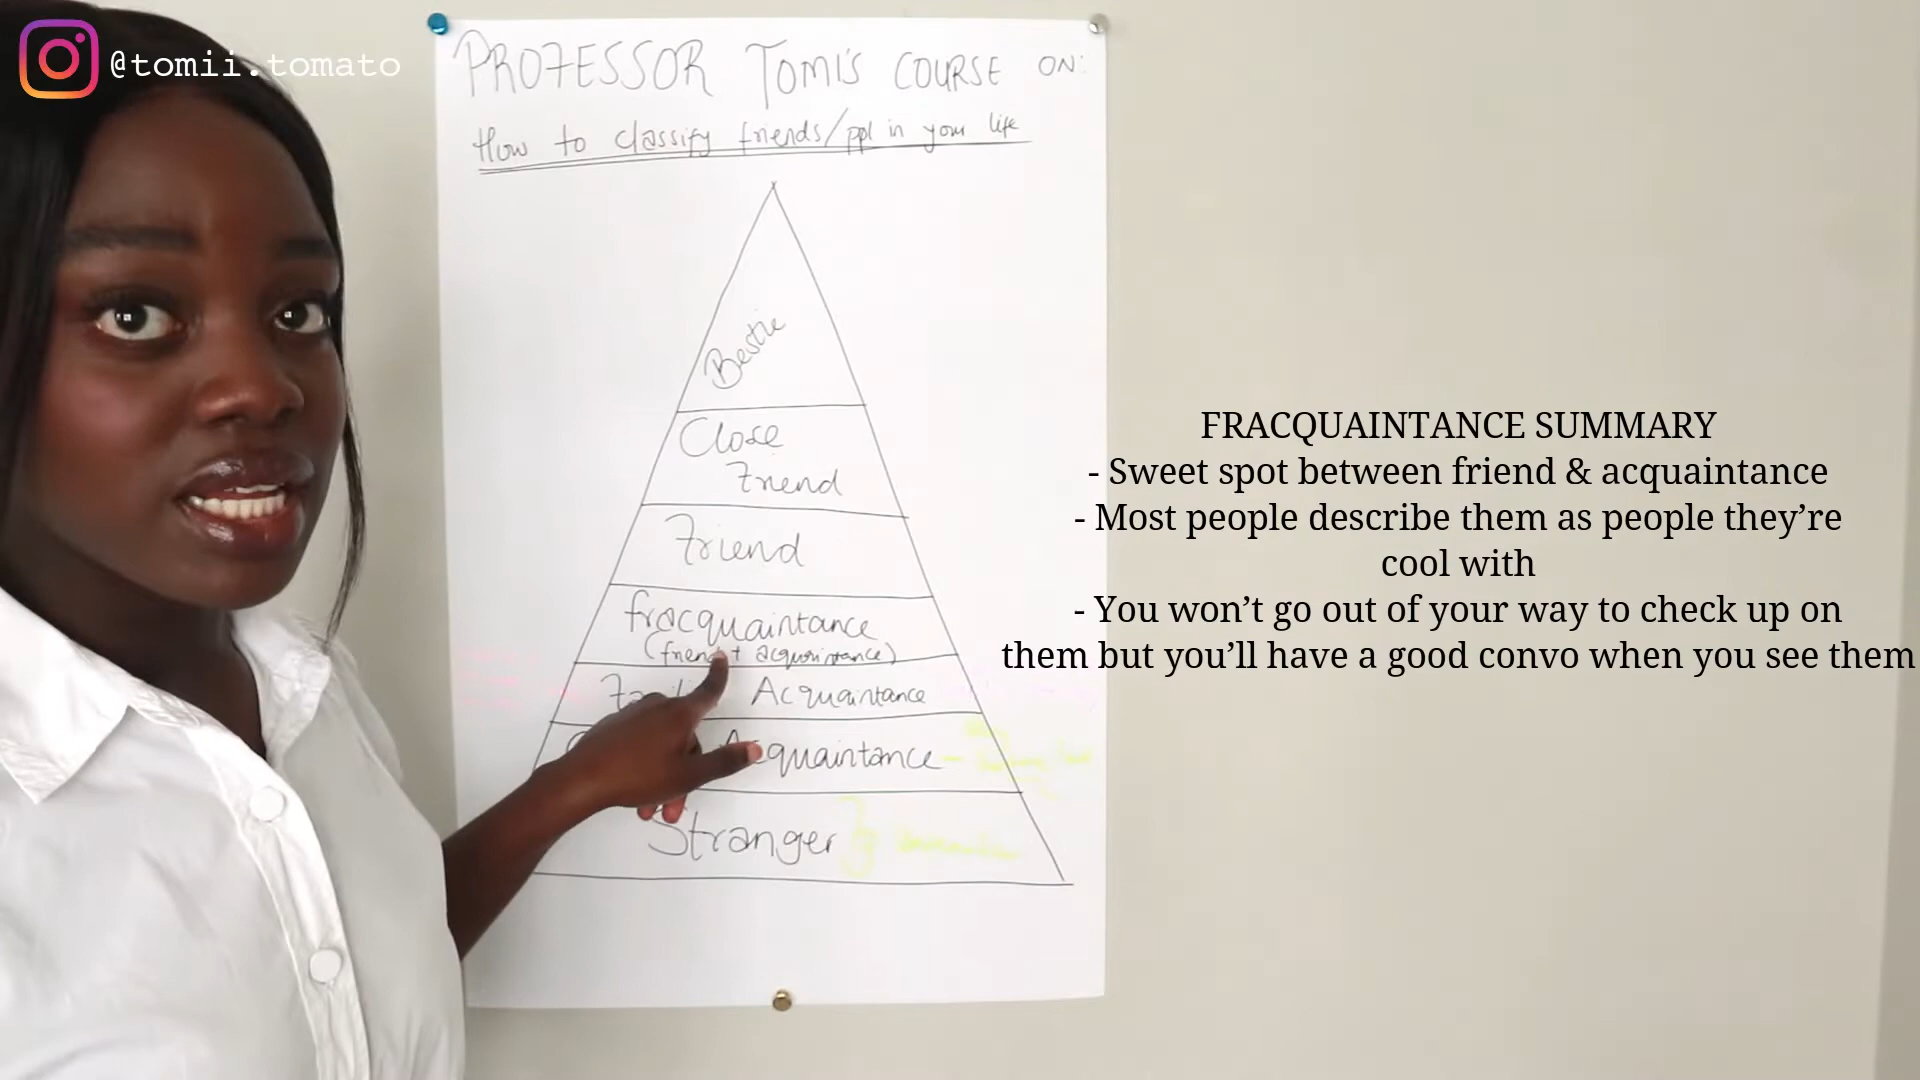 @tomii.tomato
PROFESSOR TOMI'S COURSE ON:
How to classify friends/ppl in your life
Bestie
Close
Friend
Friend
fracquaintance
(friend + acquaintance)
Acquaintance
Acquaintance
Stranger
FRACQUAINTANCE SUMMARY
- Sweet spot between friend & acquaintance
- Most people describe them as people they’re
cool with
- You won’t go out of your way to check up on
them but you’ll have a good convo when you see them